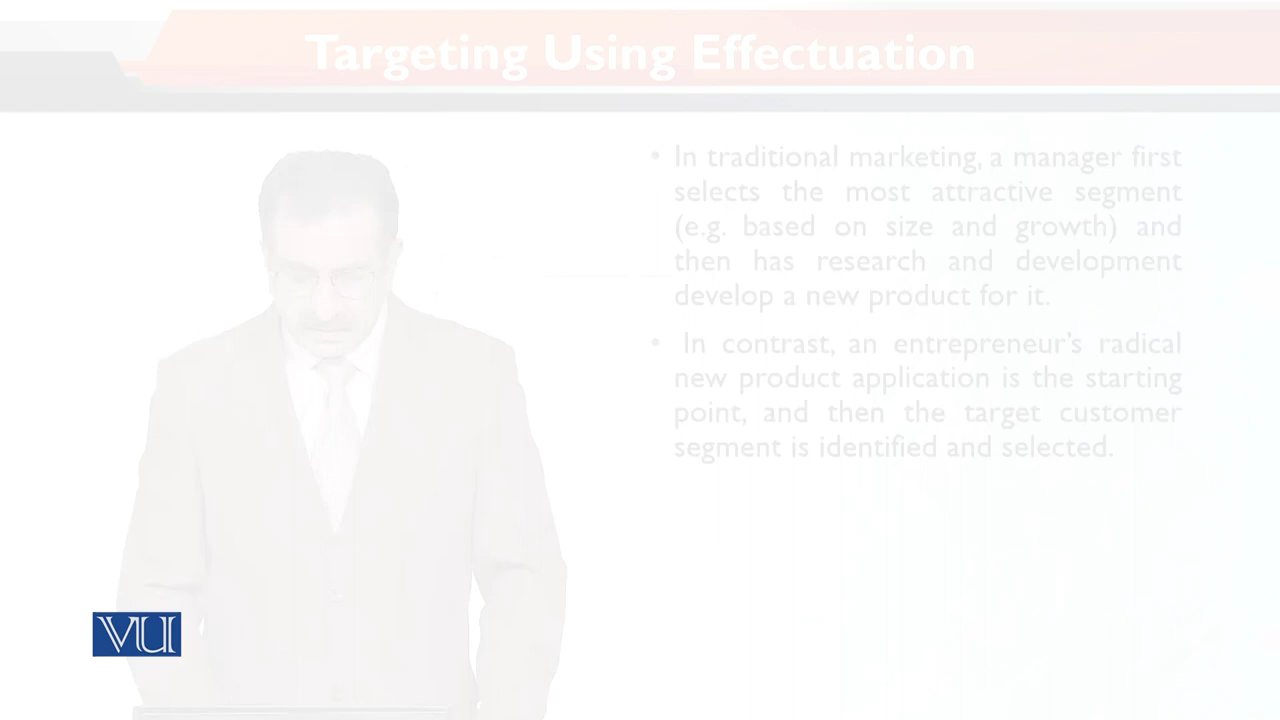 Targeting Using Effectuation
• In traditional marketing, a manager first
selects the most attractive segment
(e.g. based on size and growth) and
then has research and development
develop a new product for it.
• In contrast, an entrepreneur’s radical
new product application is the starting
point, and then the target customer
segment is identified and selected.
VU